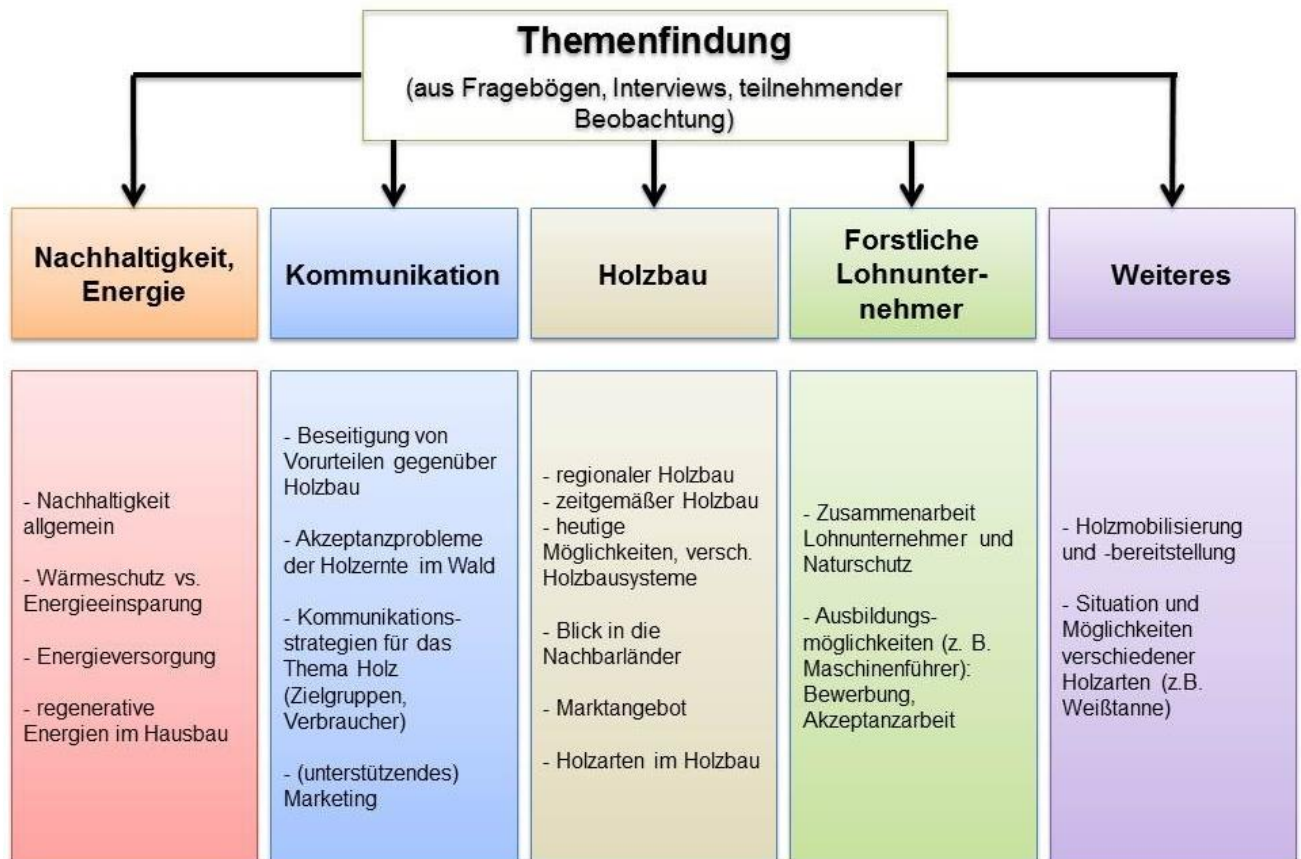 Themenfindung
(aus Fragebögen, Interviews, teilnehmender
Beobachtung)
Nachhaltigkeit,
Energie
Kommunikation
Holzbau
Forstliche
Lohnunter-
nehmer
Weiteres
- Nachhaltigkeit
allgemein
- Wärmeschutz vs.
Energieeinsparung
- Energieversorgung
- regenerative
Energien im Hausbau
- Beseitigung von
Vorurteilen gegenüber
Holzbau
- Akzeptanzprobleme
der Holzernte im Wald
- Kommunikations-
strategien für das
Thema Holz
(Zielgruppen,
Verbraucher)
- (unterstützendes)
Marketing
- regionaler Holzbau
- zeitgemäßer Holzbau
- heutige
Möglichkeiten, versch.
Holzbausysteme
- Blick in die
Nachbarländer
- Marktangebot
- Holzarten im Holzbau
- Zusammenarbeit
Lohnunternehmer und
Naturschutz
- Ausbildungs-
möglichkeiten (z. B.
Maschinenführer):
Bewerbung,
Akzeptanzarbeit
- Holzmobilisierung
und -bereitstellung
- Situation und
Möglichkeiten
verschiedener
Holzarten (z.B.
Weißtanne)